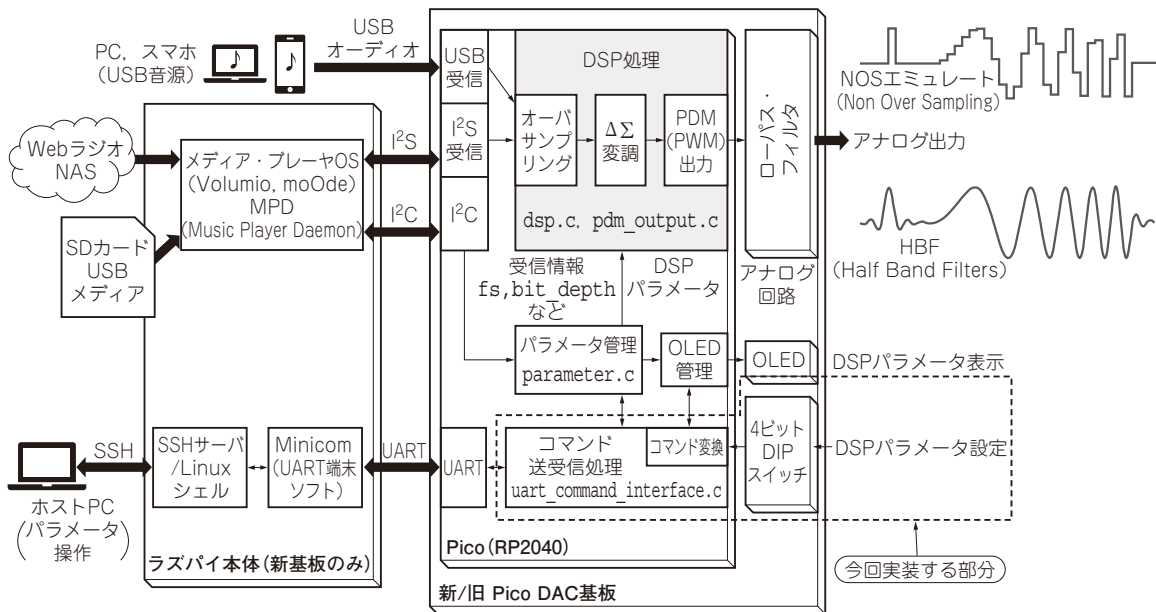 PC，スマホ
（USB音源）
USB
オーディオ
USB
受信
I²S
受信
I²C
DSP処理
オーバ
サンプ
リング
ΔΣ
変調
PDM
(PWM)
出力
dsp.c，pdm_output.c
ローパス・
フィルタ
アナログ
回路
NOSエミュレート
(Non Over Sampling)
アナログ出力
HBF
(Half Band Filters)
Webラジオ
NAS
SDカード
USB
メディア
メディア・プレーヤOS
(Volumio, moOde)
MPD
(Music Player Daemon)
I²S
I²C
受信情報
fs,bit_depth
など
DSP
パラメータ
パラメータ管理
parameter.c
OLED
管理
OLED
DSPパラメータ表示
4ビット
DIP
スイッチ
DSPパラメータ設定
コマンド
送受信処理
uart_command_interface.c
コマンド変換
UART
UART
SSH
SSHサーバ
/Linux
シェル
Minicom
(UART端末
ソフト)
ホストPC
(パラメータ
操作)
ラズパイ本体(新基板のみ)
Pico(RP2040)
新/旧 Pico DAC基板
今回実装する部分